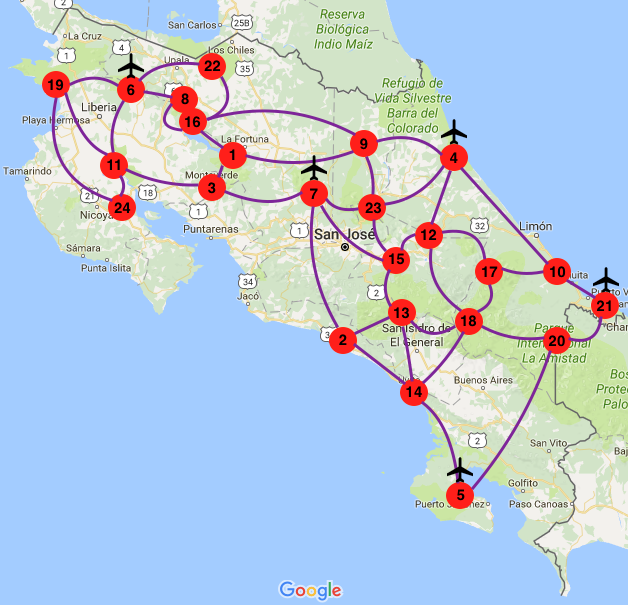 2
Reserva
Biológica
Indio Maíz
San Carlos
25B
La Cruz
4
1
Los Chiles
22
Upala
35
Refugio de
Vida Silvestre
Barra del
Colorado
19
6
8
Liberia
16
Playa Hermosa
La Fortuna
9
4
1
11
Tamarindo
Monteverde
3
7
21
18
24
Nicoya
1
23
Puntarenas
12
32
Limón
1
San José
Sámara
15
17
10
Punta Islita
34
2
21
Jacó
13
18
San Isidro de
El General
2
20
Parque
Internacional
La Amistad
14
Buenos Aires
2
San Vito
5
Golfito
Puerto Jiménez
Paso Canoas
Google